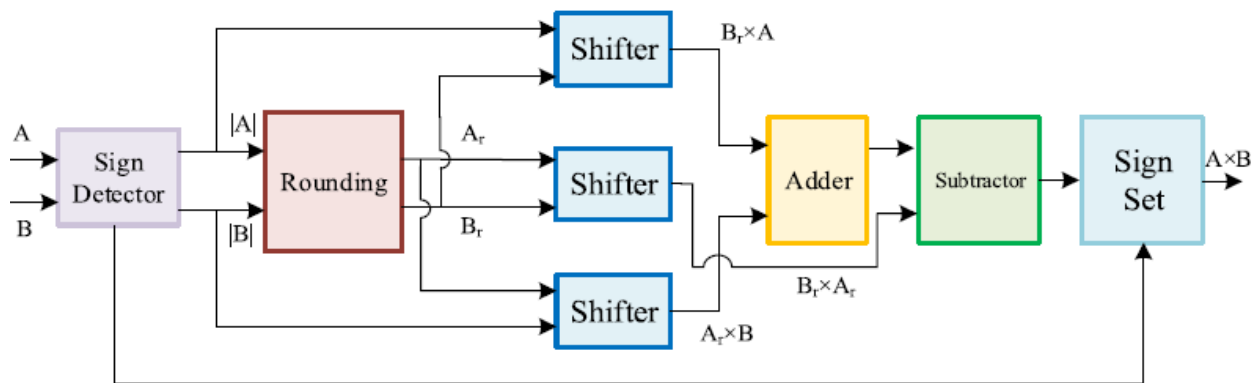 A
B
Sign
Detector
|A|
|B|
Rounding
A_r
B_r
Shifter
Shifter
Shifter
B_r×A
B_r×A_r
A_r×B
Adder
Subtractor
Sign
Set
A×B